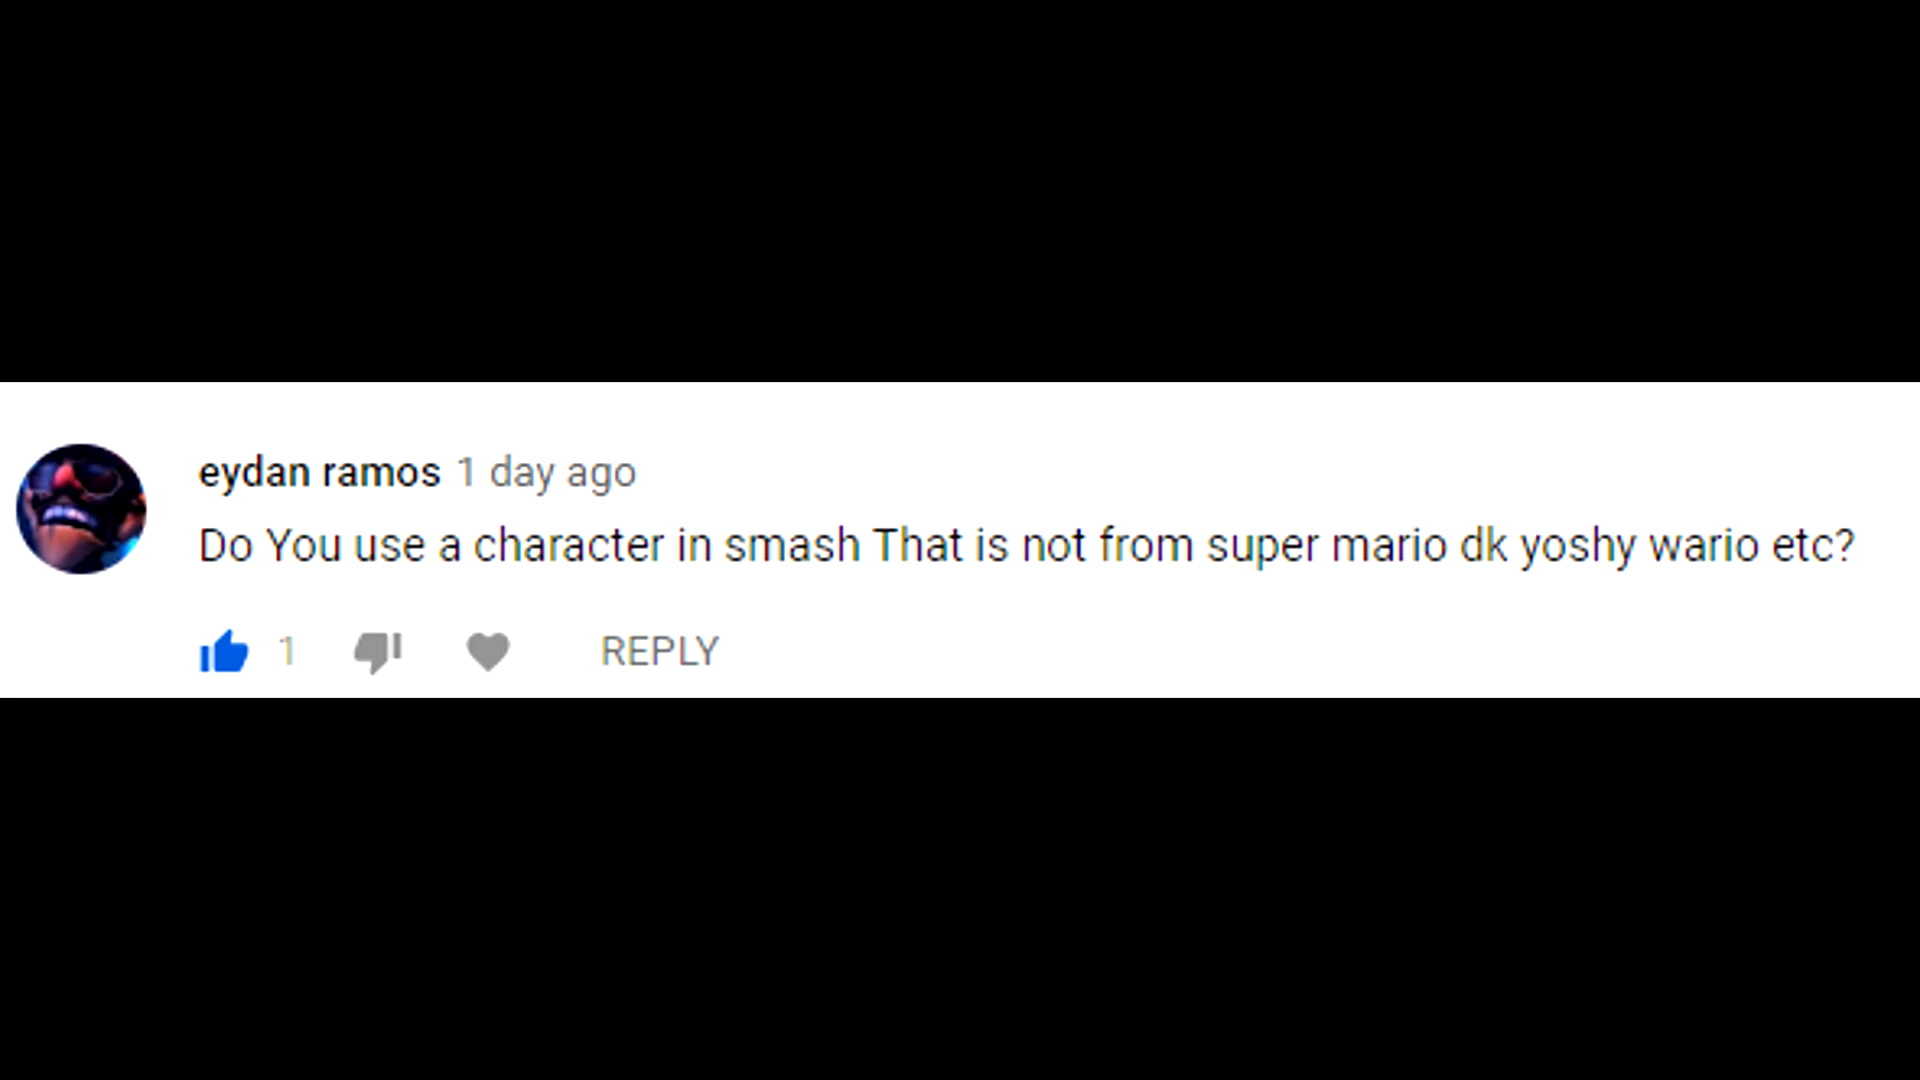 eydan ramos 1 day ago
Do You use a character in smash That is not from super mario dk yoshy wario etc?
1 REPLY